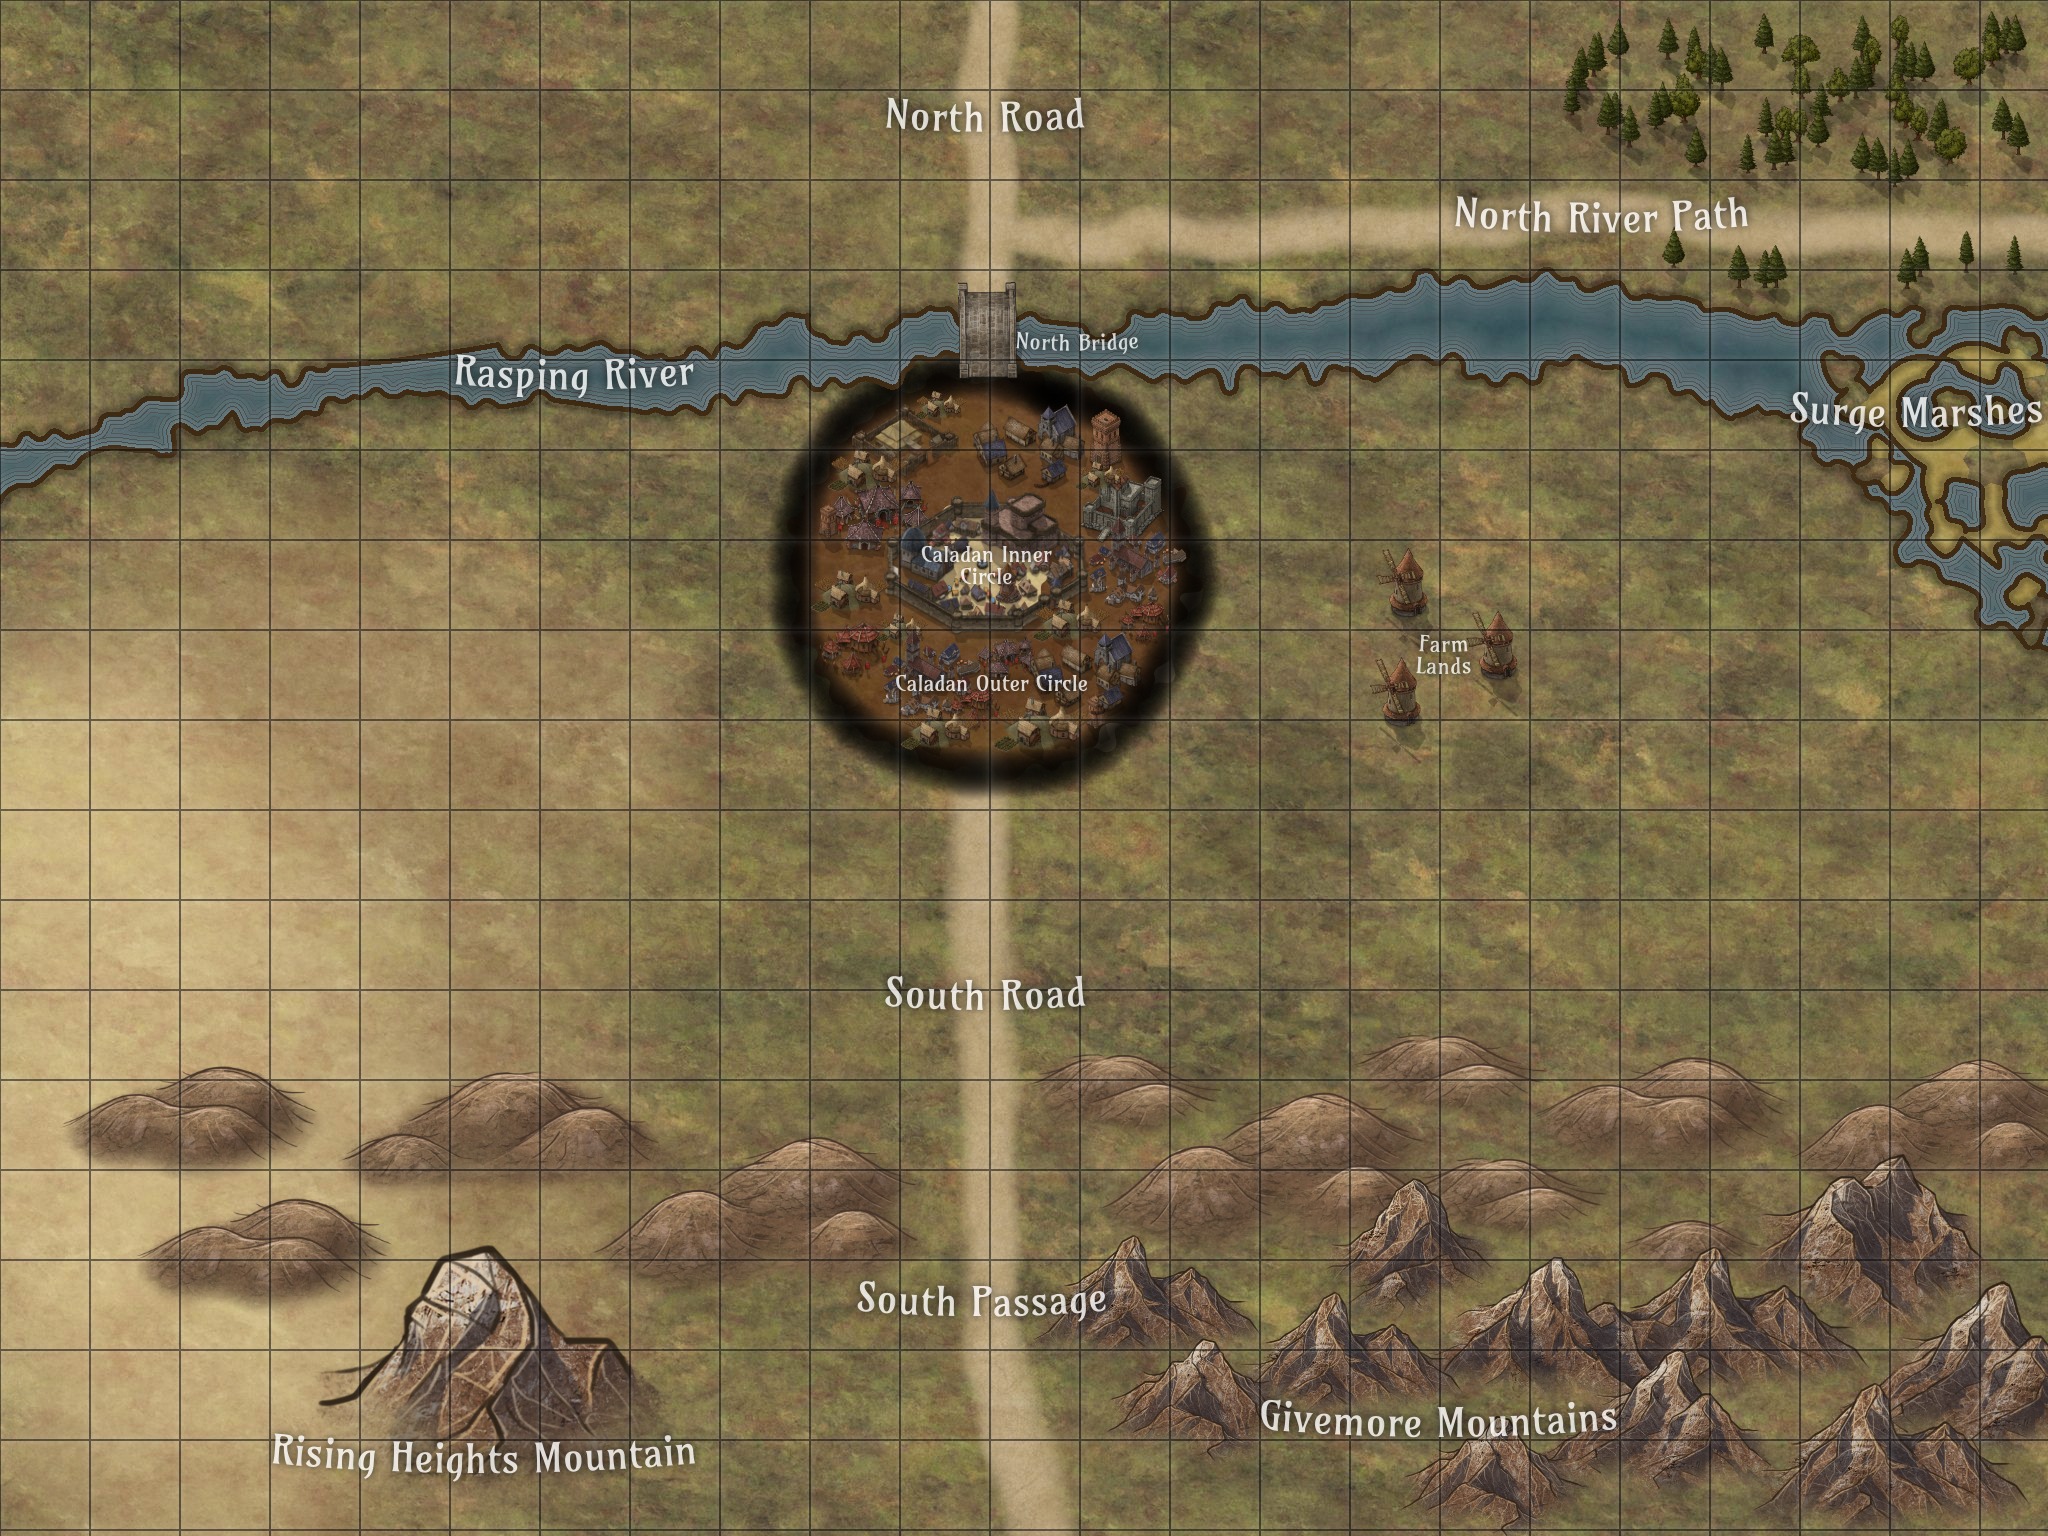 North Road
North River Path
North Bridge
Rasping River
Surge Marshes
Caladan Inner
Circle
Farm
Lands
Caladan Outer Circle
South Road
South Passage
Givemore Mountains
Rising Heights Mountain